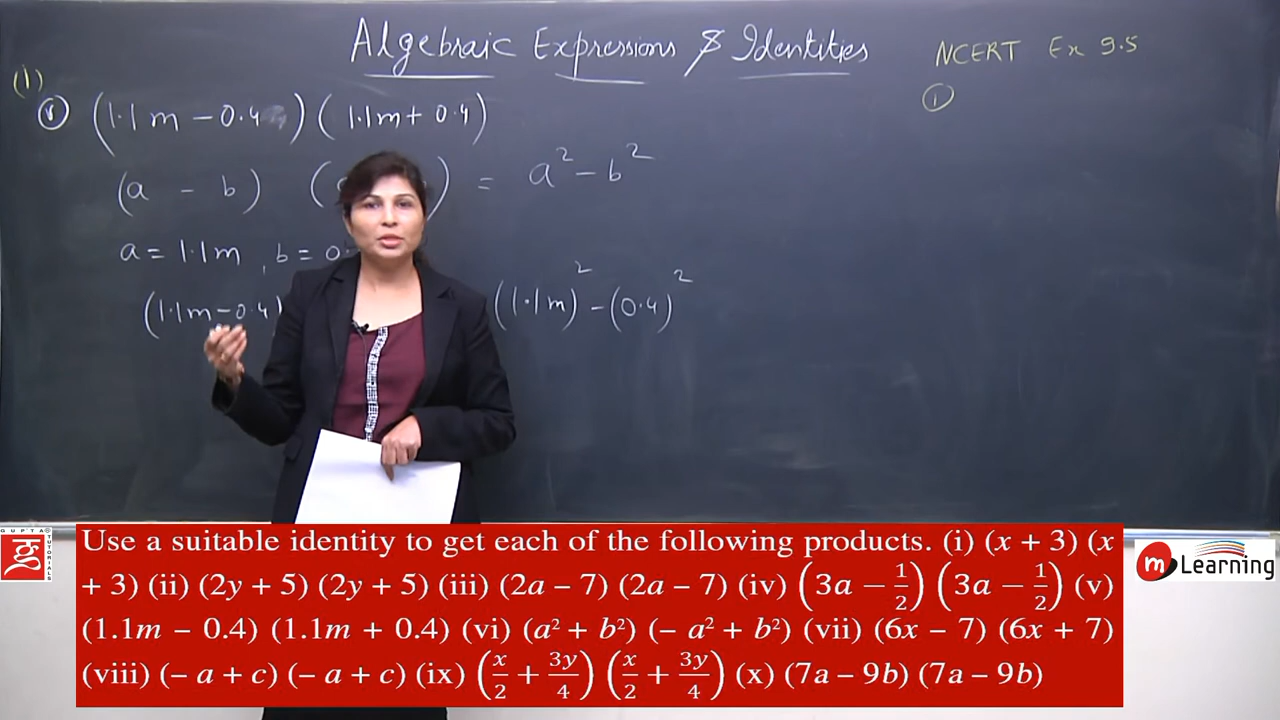 Algebraic Expressions & Identities
NCERT Ex 9.5
(1)
(v) (1.1m − 0.4 ) ( 1.1m + 0.4)
(i)
(a − b) ( ) = a² − b²
a = 1.1m , b = 0.
(1.1m − 0.4) (1.1m)² − (0.4)²
GUPTA TUTORIALS
Use a suitable identity to get each of the following products. (i) (x + 3) (x
+ 3) (ii) (2y + 5) (2y + 5) (iii) (2a – 7) (2a – 7) (iv) (3a − 1/2) (3a − 1/2) (v)
(1.1m – 0.4) (1.1m + 0.4) (vi) (a² + b²) (– a² + b²) (vii) (6x – 7) (6x + 7)
(viii) (– a + c) (– a + c) (ix) (x/2 + 3y/4) (x/2 + 3y/4) (x) (7a – 9b) (7a – 9b)
m Learning